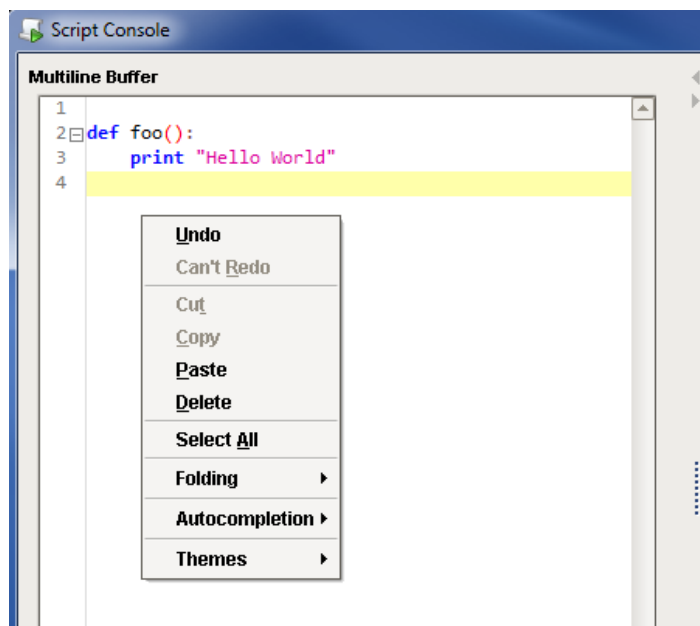 Script Console
Multiline Buffer
1
2 def foo():
3     print "Hello World"
4
Undo
Can't Redo
Cut
Copy
Paste
Delete
Select All
Folding
Autocompletion
Themes